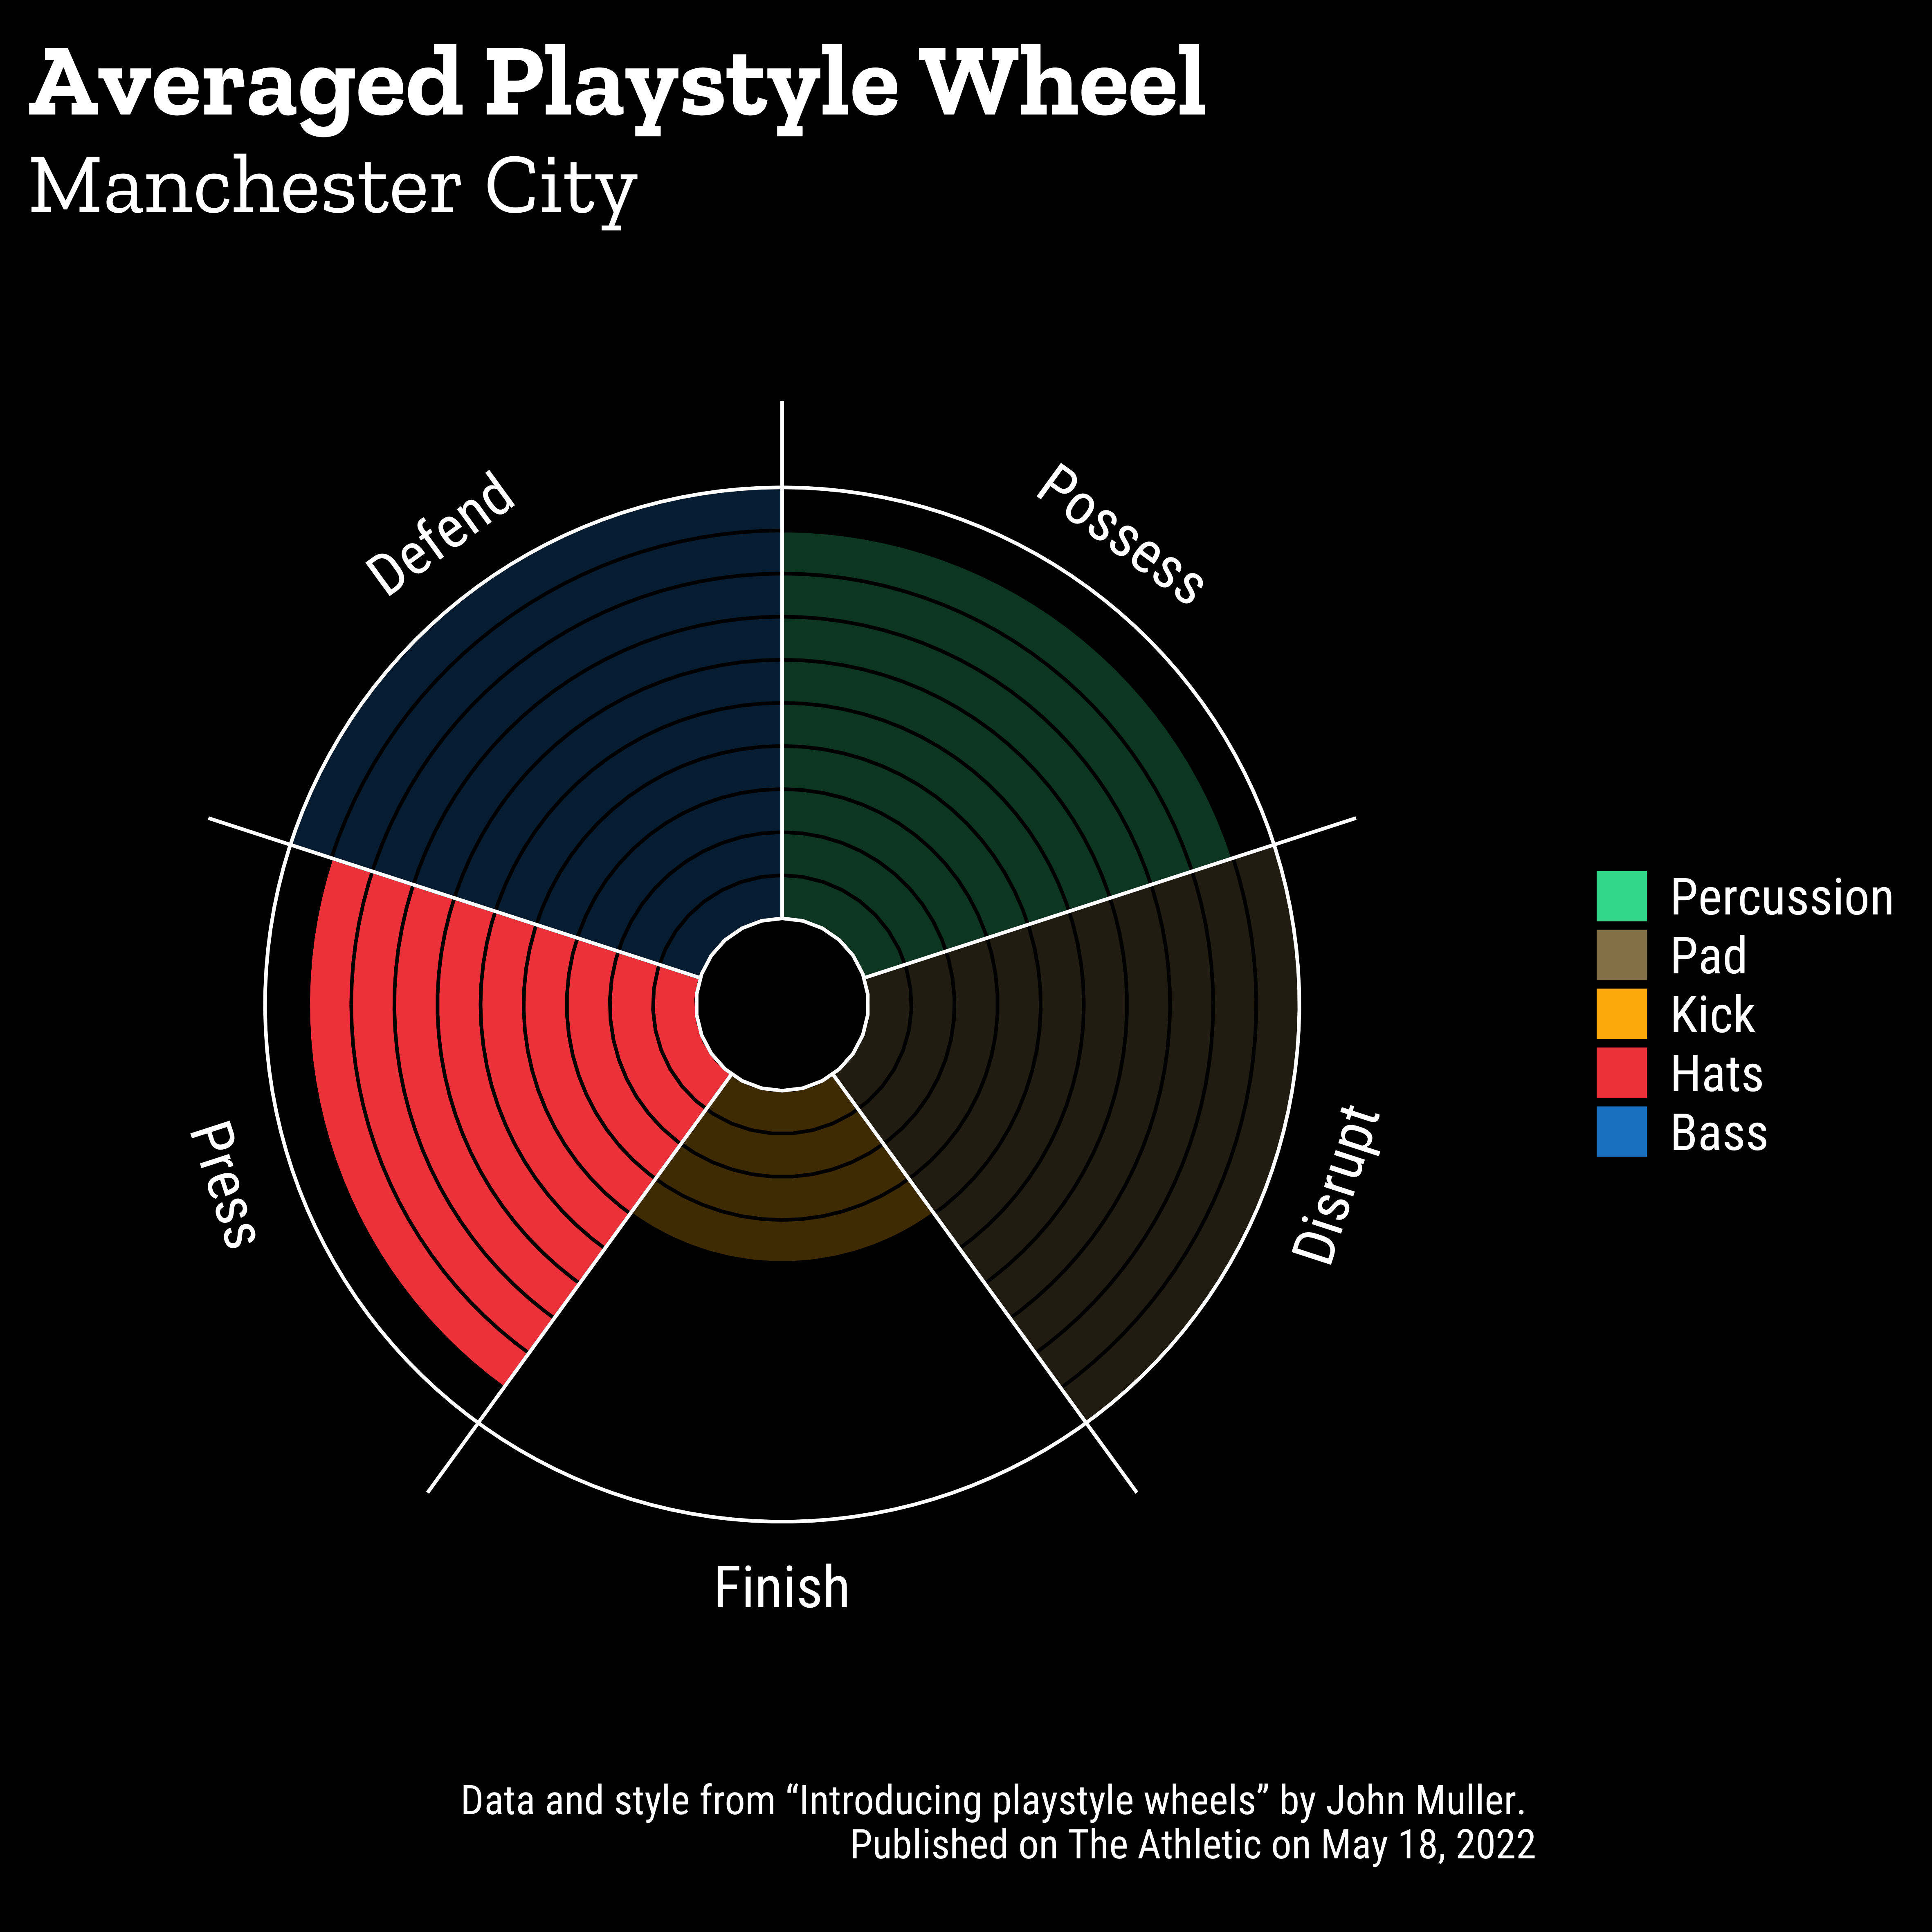 Averaged Playstyle Wheel
Manchester City
Defend
Possess
Press
Disrupt
Finish
Percussion
Pad
Kick
Hats
Bass
Data and style from “Introducing playstyle wheels” by John Muller.
Published on The Athletic on May 18, 2022